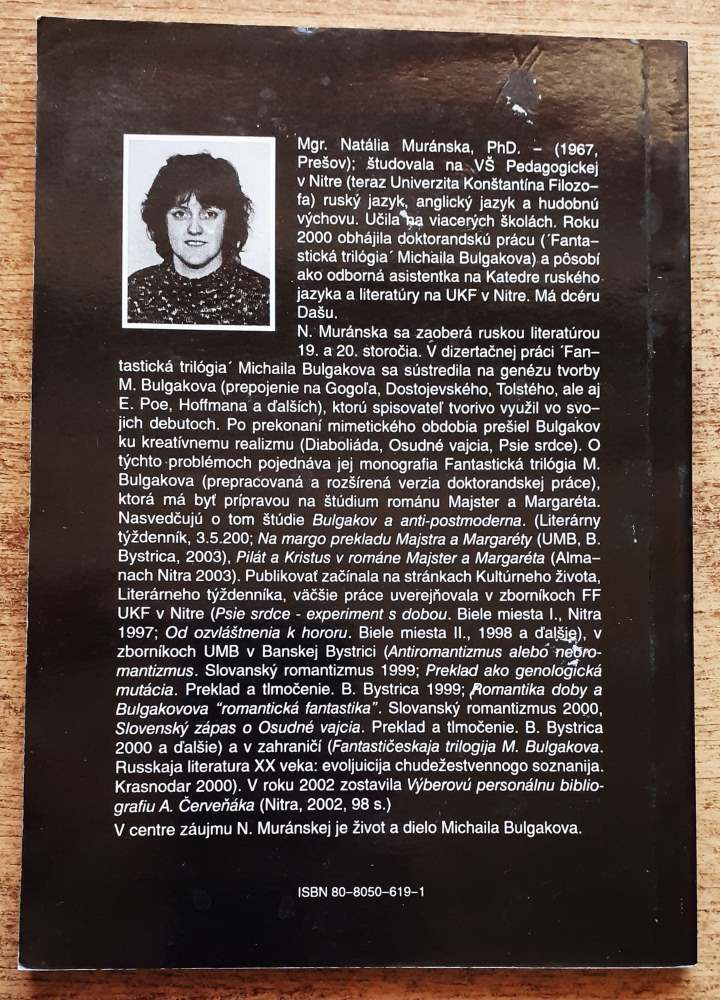 Mgr. Natália Muránska, PhD. – (1967,
Prešov); študovala na VŠ Pedagogickej
v Nitre (teraz Univerzita Konštantína Filozo-
fa) ruský jazyk, anglický jazyk a hudobnú
výchovu. Učila na viacerých školách. Roku
2000 obhájila doktorandskú prácu (´Fanta-
stická trilógia´ Michaila Bulgakova) a pôsobí
ako odborná asistentka na Katedre ruského
jazyka a literatúry na UKF v Nitre. Má dcéru
Dašu.
N. Muránska sa zaoberá ruskou literatúrou
19. a 20. storočia. V dizertačnej práci ´Fan-
tastická trilógia´ Michaila Bulgakova sa sústredila na genézu tvorby
M. Bulgakova (prepojenie na Gogoľa, Dostojevského, Tolstého, ale aj
E. Poe, Hoffmana a ďalších), ktorú spisovateľ tvorivo využil vo svo-
jich debutoch. Po prekonaní mimetického obdobia prešiel Bulgakov
ku kreatívnemu realizmu (Diaboliáda, Osudné vajcia, Psie srdce). O
týchto problémoch pojednáva jej monografia Fantastická trilógia M.
Bulgakova (prepracovaná a rozšírená verzia doktorandskej práce),
ktorá má byť prípravou na štúdium románu Majster a Margaréta.
Nasvedčujú o tom štúdie Bulgakov a anti-postmoderna. (Literárny
týždenník, 3.5.200; Na margo prekladu Majstra a Margaréty (UMB, B.
Bystrica, 2003), Pilát a Kristus v románe Majster a Margaréta (Alma-
nach Nitra 2003). Publikovať začínala na stránkach Kultúrneho života,
Literárneho týždenníka, väčšie práce uverejňovala v zborníkoch FF
UKF v Nitre (Psie srdce - experiment s dobou. Biele miesta I., Nitra
1997; Od ozvláštnenia k hororu. Biele miesta II., 1998 a ďalšie), v
zborníkoch UMB v Banskej Bystrici (Antiromantizmus alebo neoro-
mantizmus. Slovanský romantizmus 1999; Preklad ako genologická
mutácia. Preklad a tlmočenie. B. Bystrica 1999; Romantika doby a
Bulgakovova “romantická fantastika”. Slovanský romantizmus 2000,
Slovenský zápas o Osudné vajcia. Preklad a tlmočenie. B. Bystrica
2000 a ďalšie) a v zahraničí (Fantastičeskaja trilogija M. Bulgakova.
Russkaja literatura XX veka: evoljuicija chudežestvennogo soznanija.
Krasnodar 2000). V roku 2002 zostavila Výberovú personálnu biblio-
grafiu A. Červeňáka (Nitra, 2002, 98 s.)
V centre záujmu N. Muránskej je život a dielo Michaila Bulgakova.
ISBN 80–8050–619–1